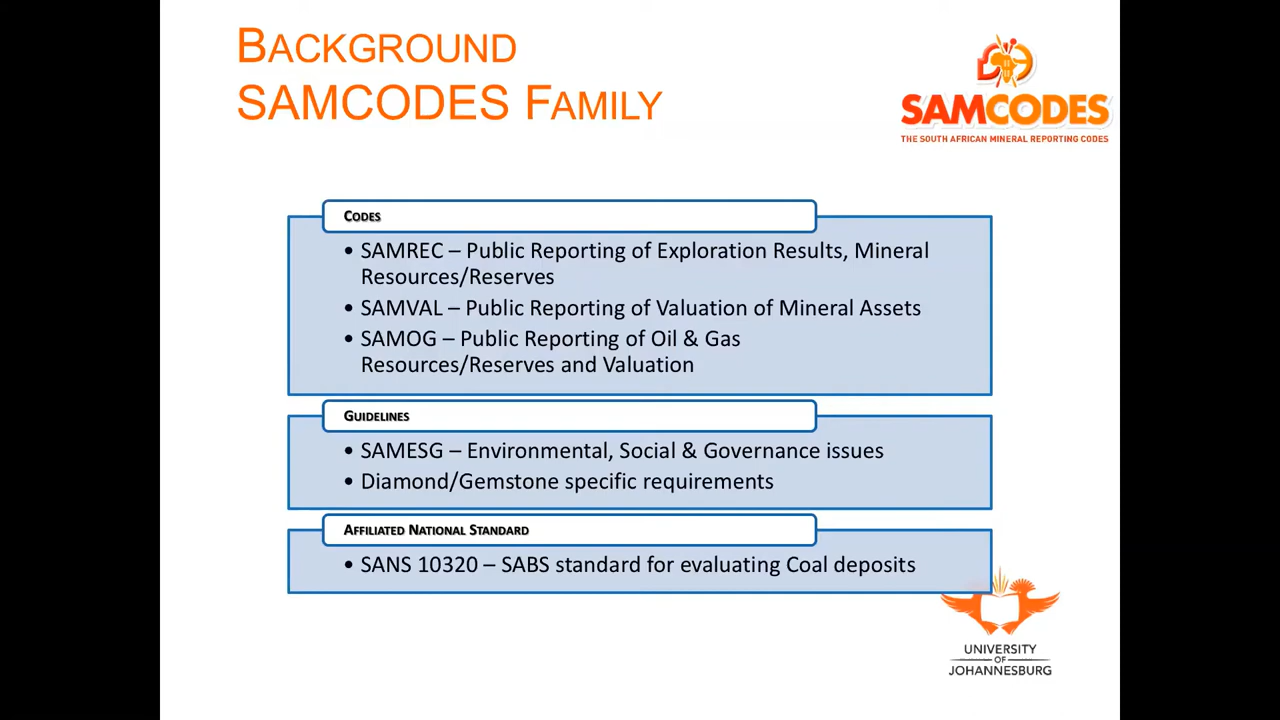 BACKGROUND
SAMCODES FAMILY
SAMCODES
THE SOUTH AFRICAN MINERAL REPORTING CODES
CODES
• SAMREC – Public Reporting of Exploration Results, Mineral
Resources/Reserves
• SAMVAL – Public Reporting of Valuation of Mineral Assets
• SAMOG – Public Reporting of Oil & Gas
Resources/Reserves and Valuation
GUIDELINES
• SAMESG – Environmental, Social & Governance issues
• Diamond/Gemstone specific requirements
AFFILIATED NATIONAL STANDARD
• SANS 10320 – SABS standard for evaluating Coal deposits
UNIVERSITY
OF
JOHANNESBURG